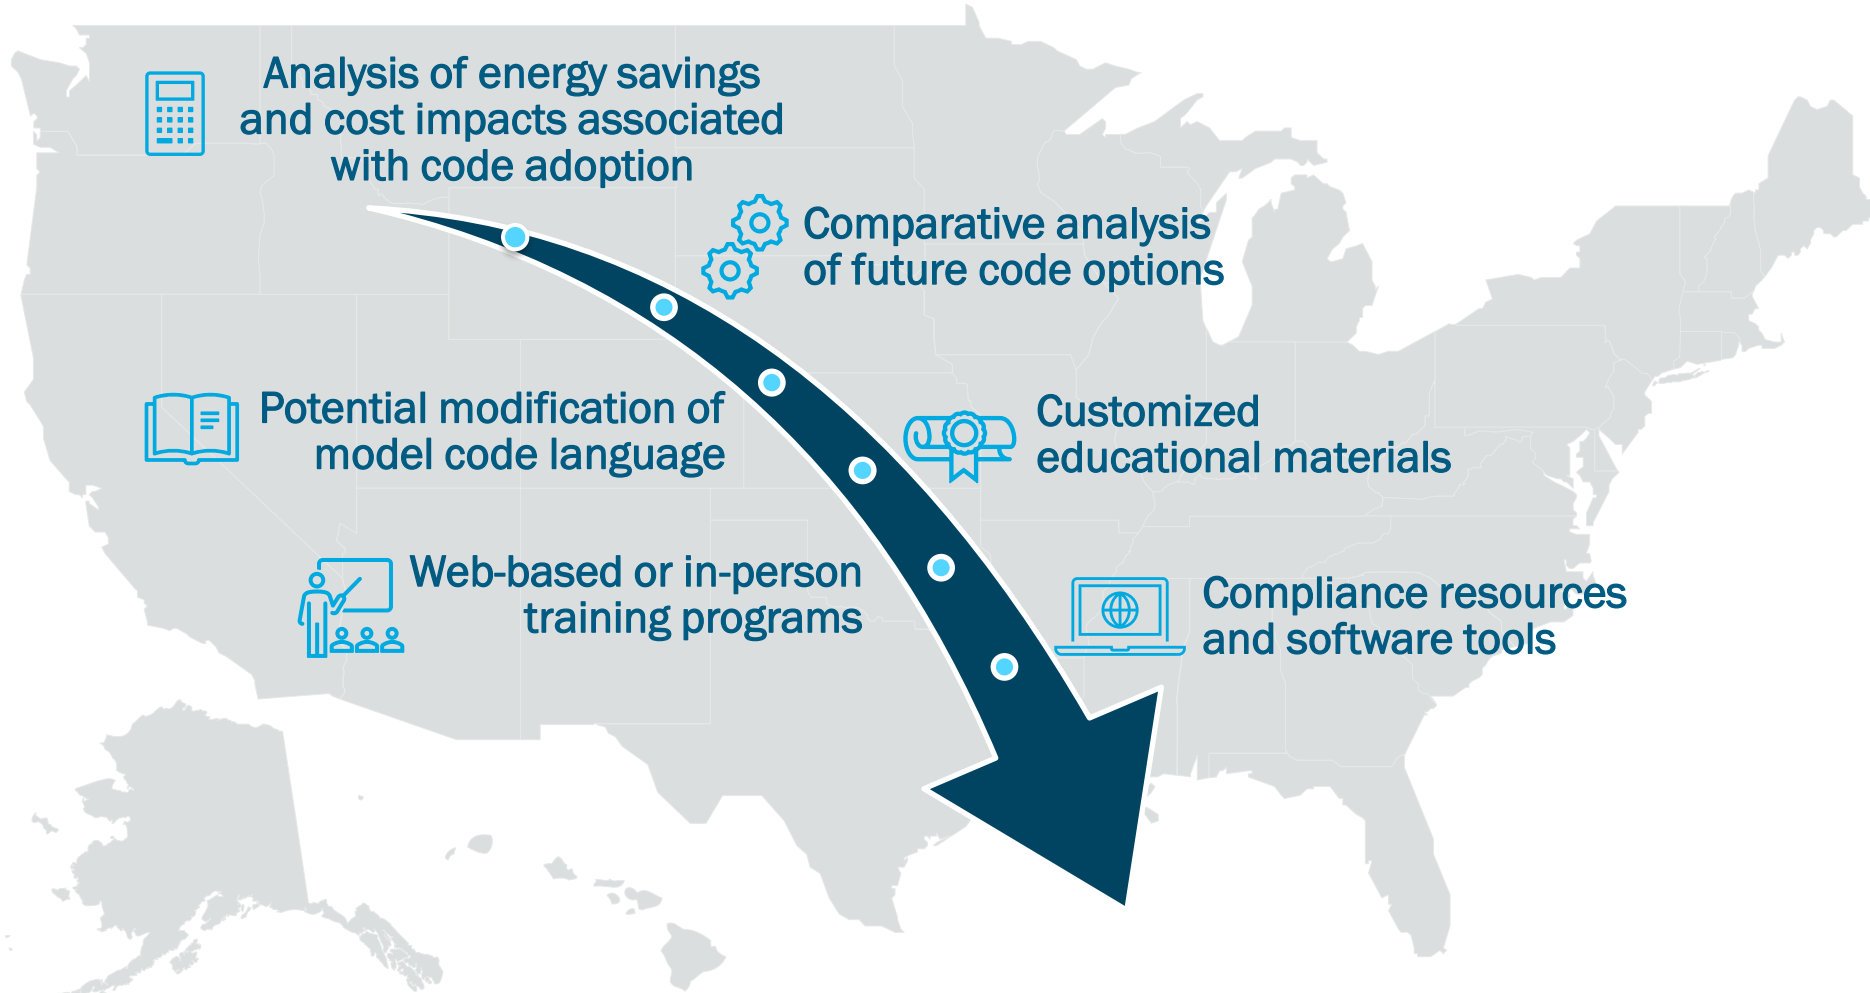 Analysis of energy savings
and cost impacts associated
with code adoption
Comparative analysis
of future code options
Potential modification of
model code language
Customized
educational materials
Web-based or in-person
training programs
Compliance resources
and software tools